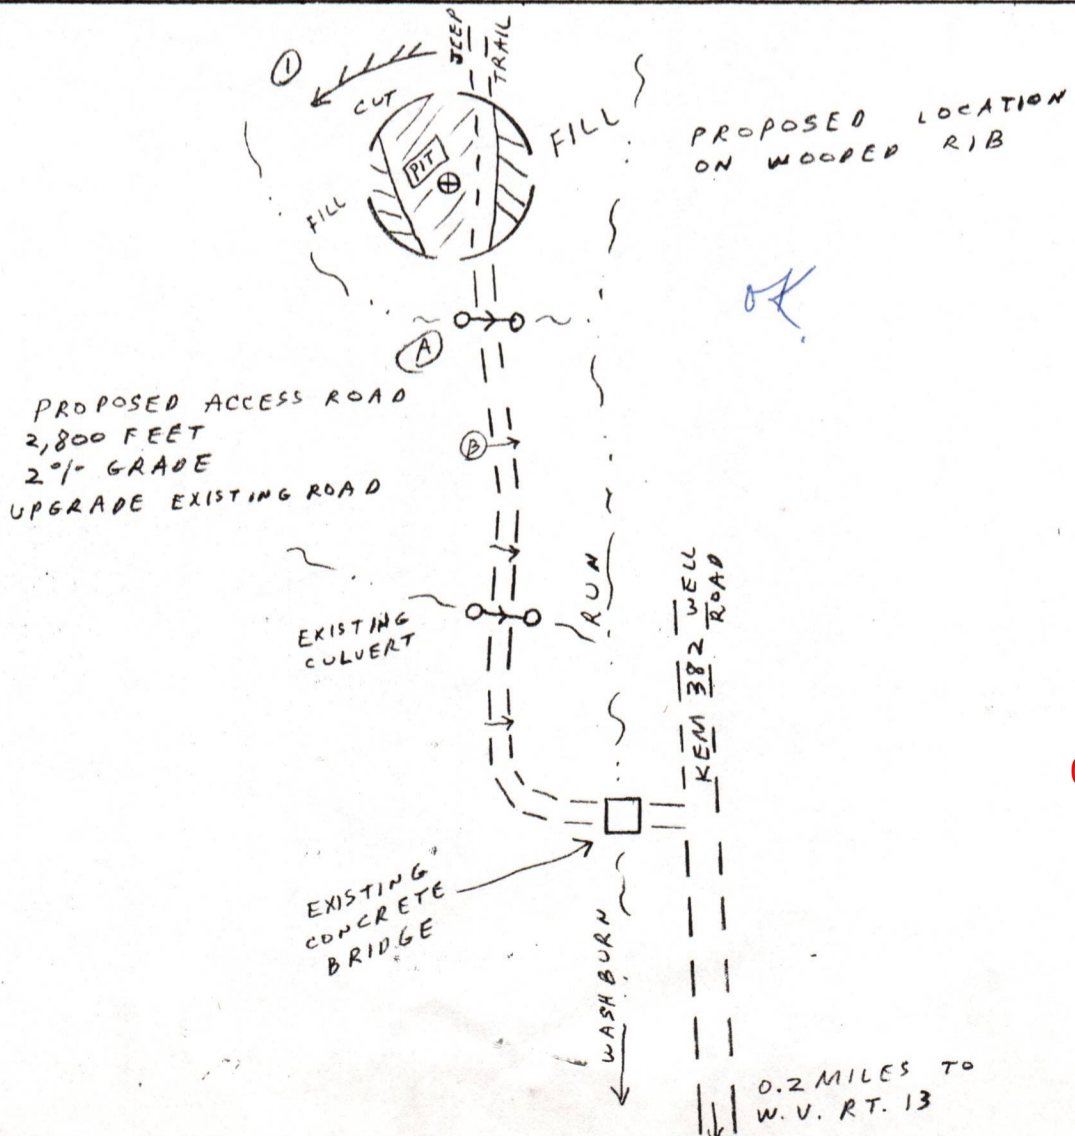 JEEP
TRAIL
1
CUT
FILL
PIT
FILL
PROPOSED LOCATION
ON WOODED RIB
OK
A
PROPOSED ACCESS ROAD
2,800 FEET
2% GRADE
UPGRADE EXISTING ROAD
B
EXISTING
CULVERT
RUN
KEM 382 WELL
ROAD
EXISTING
CONCRETE
BRIDGE
WASHBURN
0.2 MILES TO
W.V. RT. 13